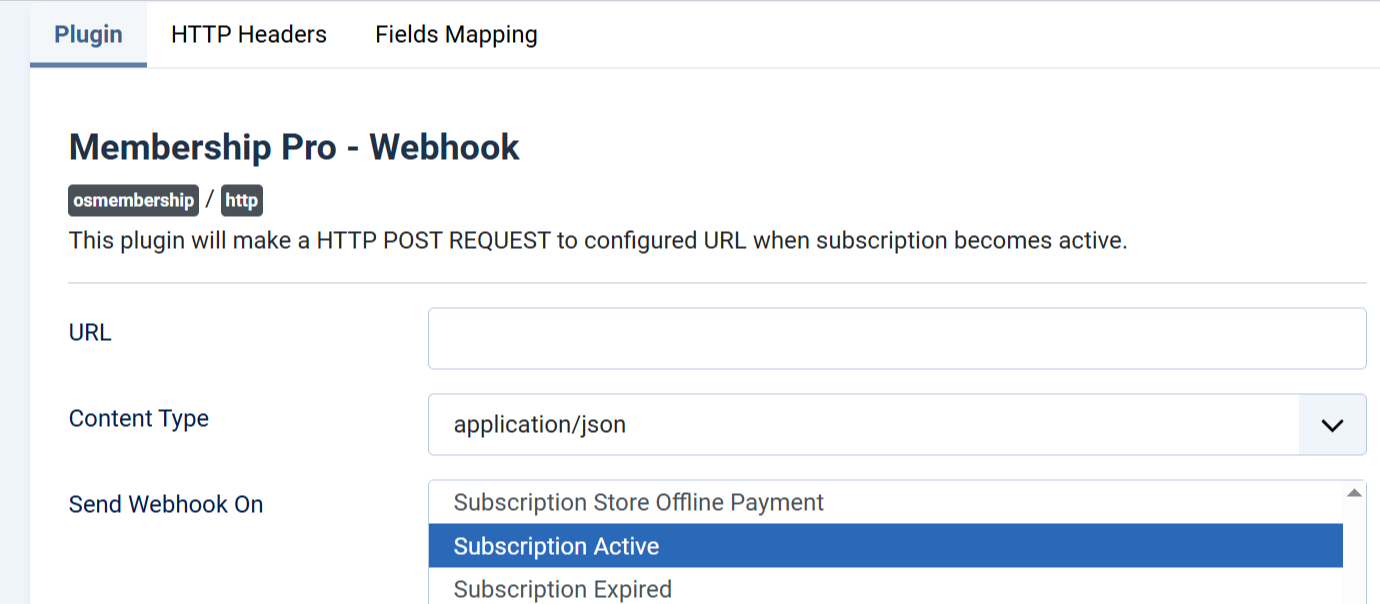 Plugin HTTP Headers Fields Mapping
Membership Pro - Webhook
osmembership / http
This plugin will make a HTTP POST REQUEST to configured URL when subscription becomes active.
URL
Content Type application/json
Send Webhook On Subscription Store Offline Payment
Subscription Active
Subscription Expired